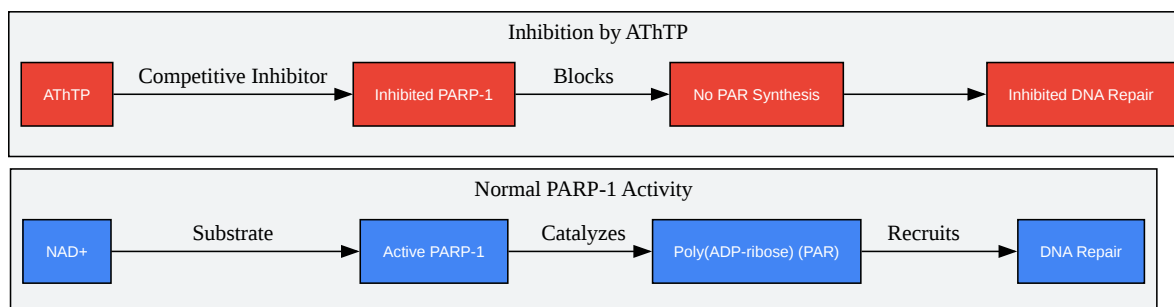 Inhibition by AThTP
Competitive Inhibitor
Blocks
AThTP
Inhibited PARP-1
No PAR Synthesis
Inhibited DNA Repair
Normal PARP-1 Activity
Substrate
Catalyzes
Recruits
NAD+
Active PARP-1
Poly(ADP-ribose) (PAR)
DNA Repair